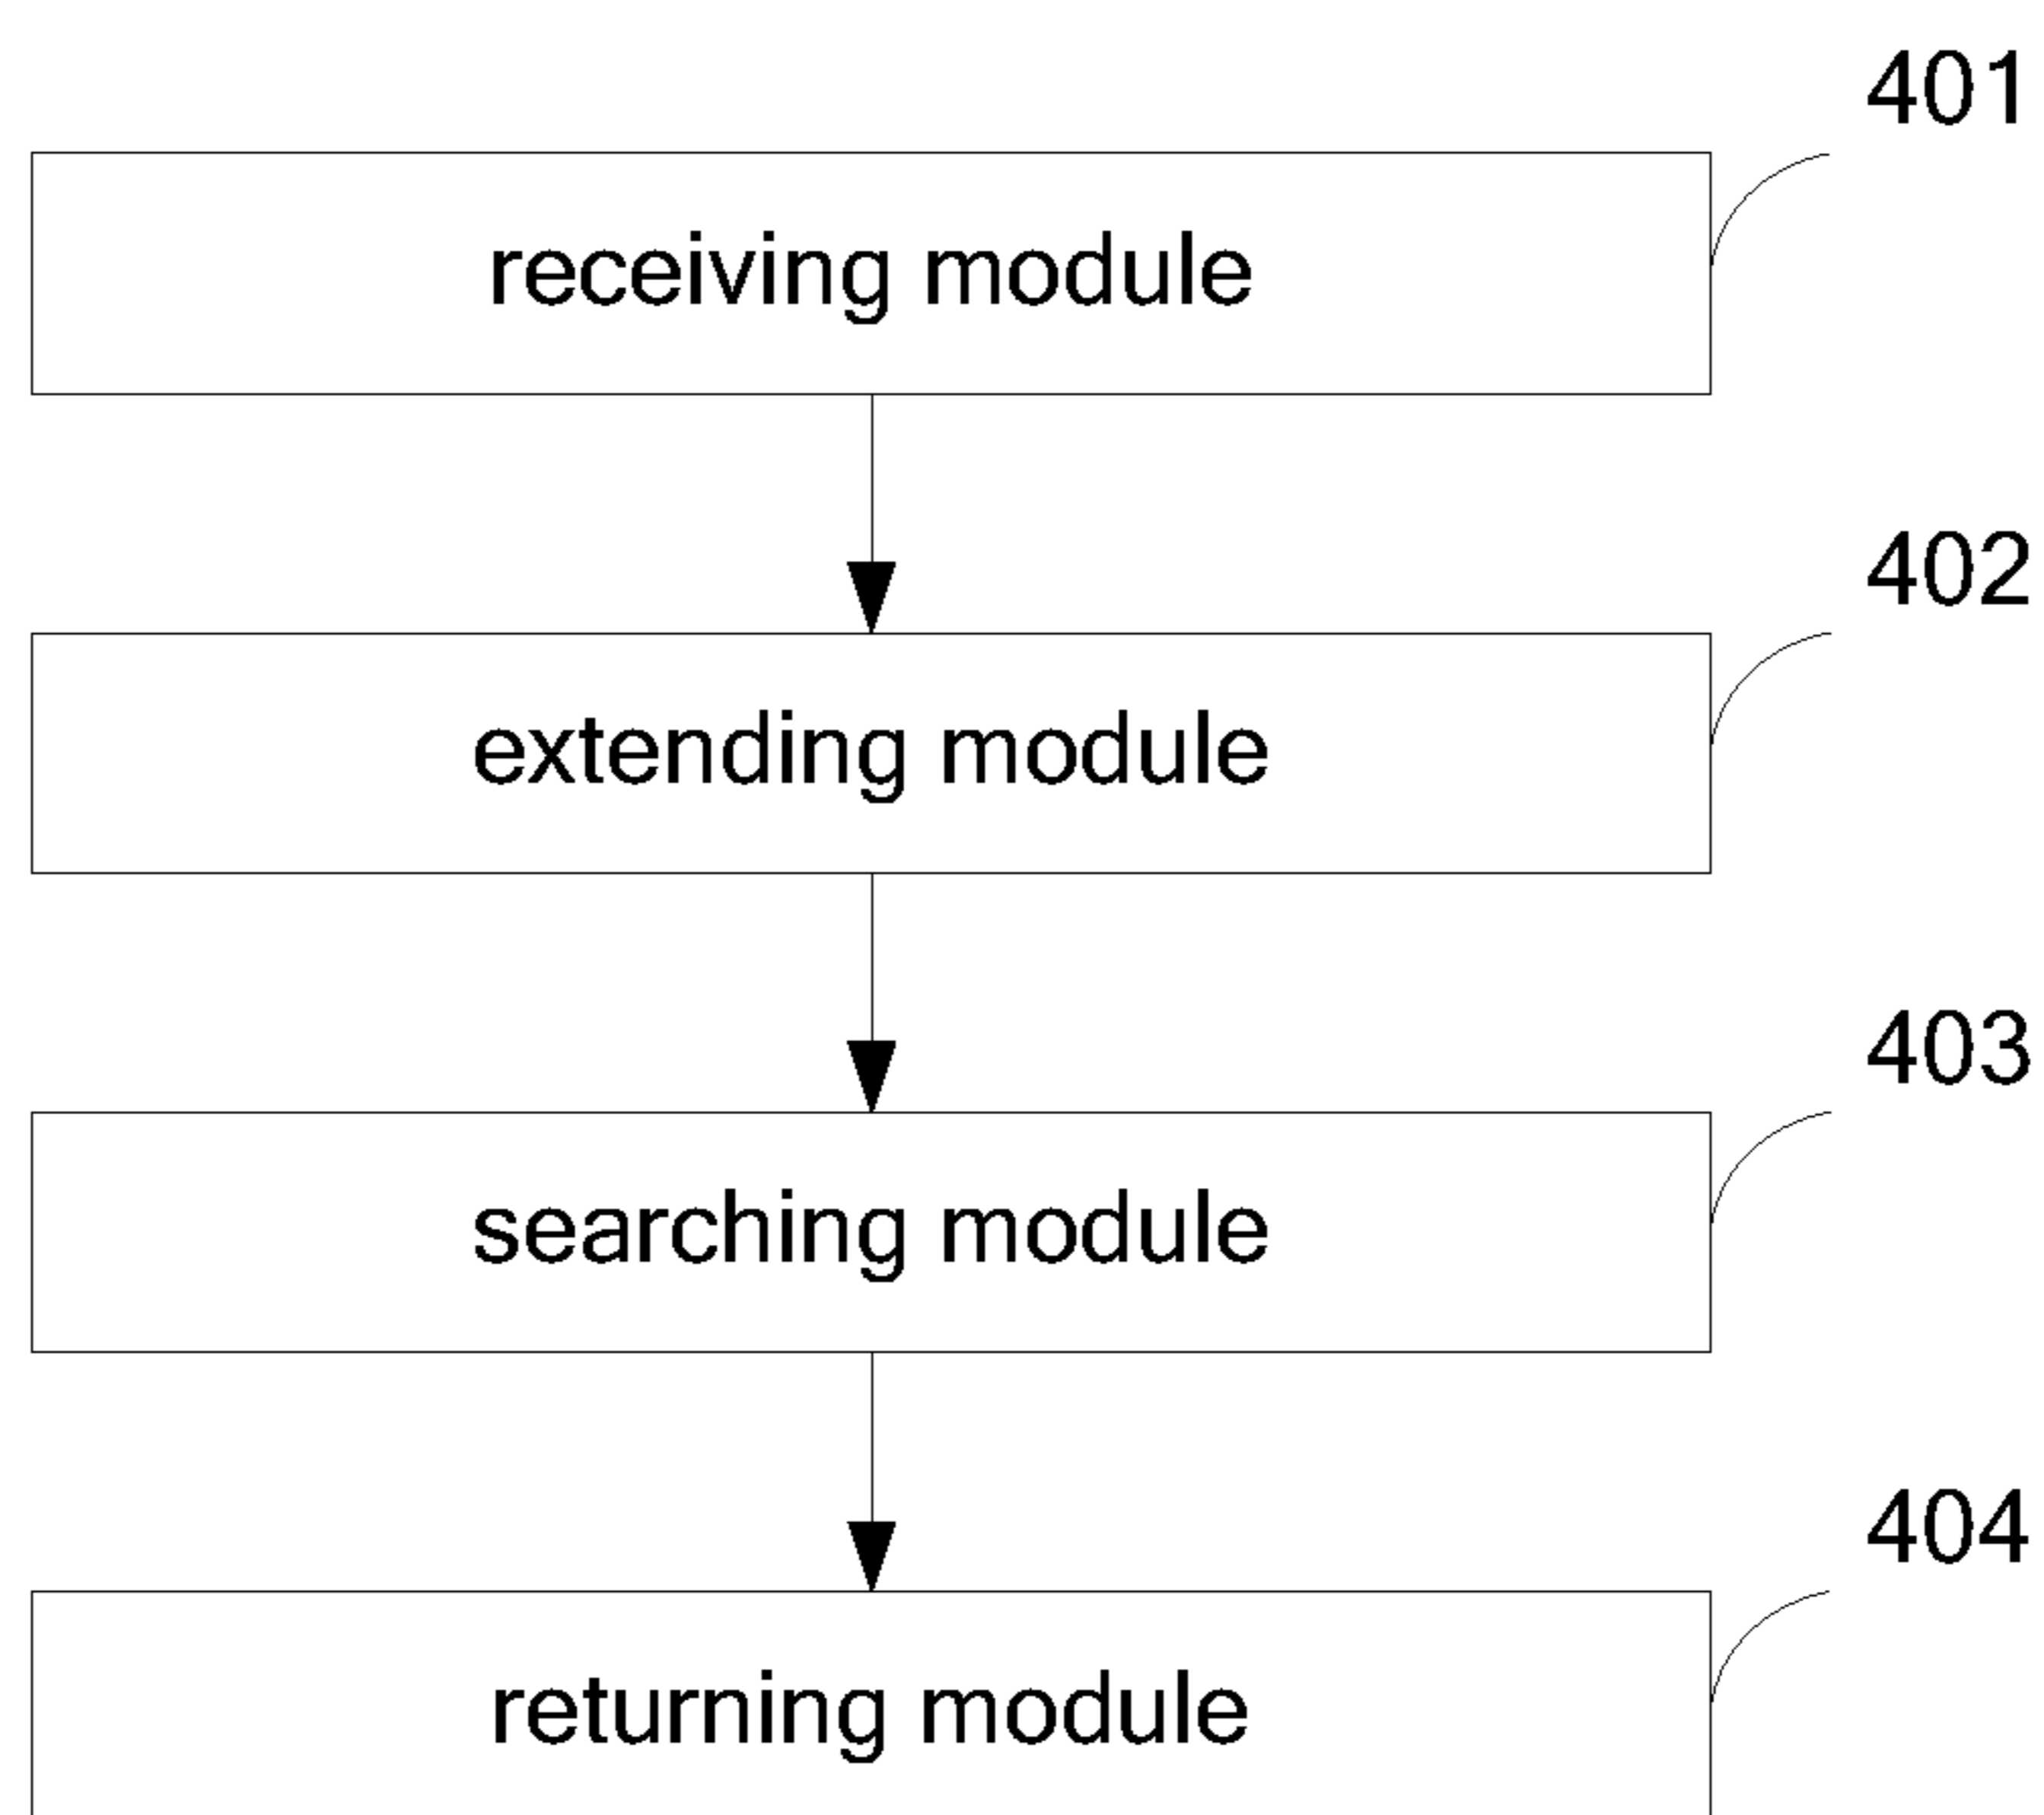 401
receiving module
402
extending module
403
searching module
404
returning module